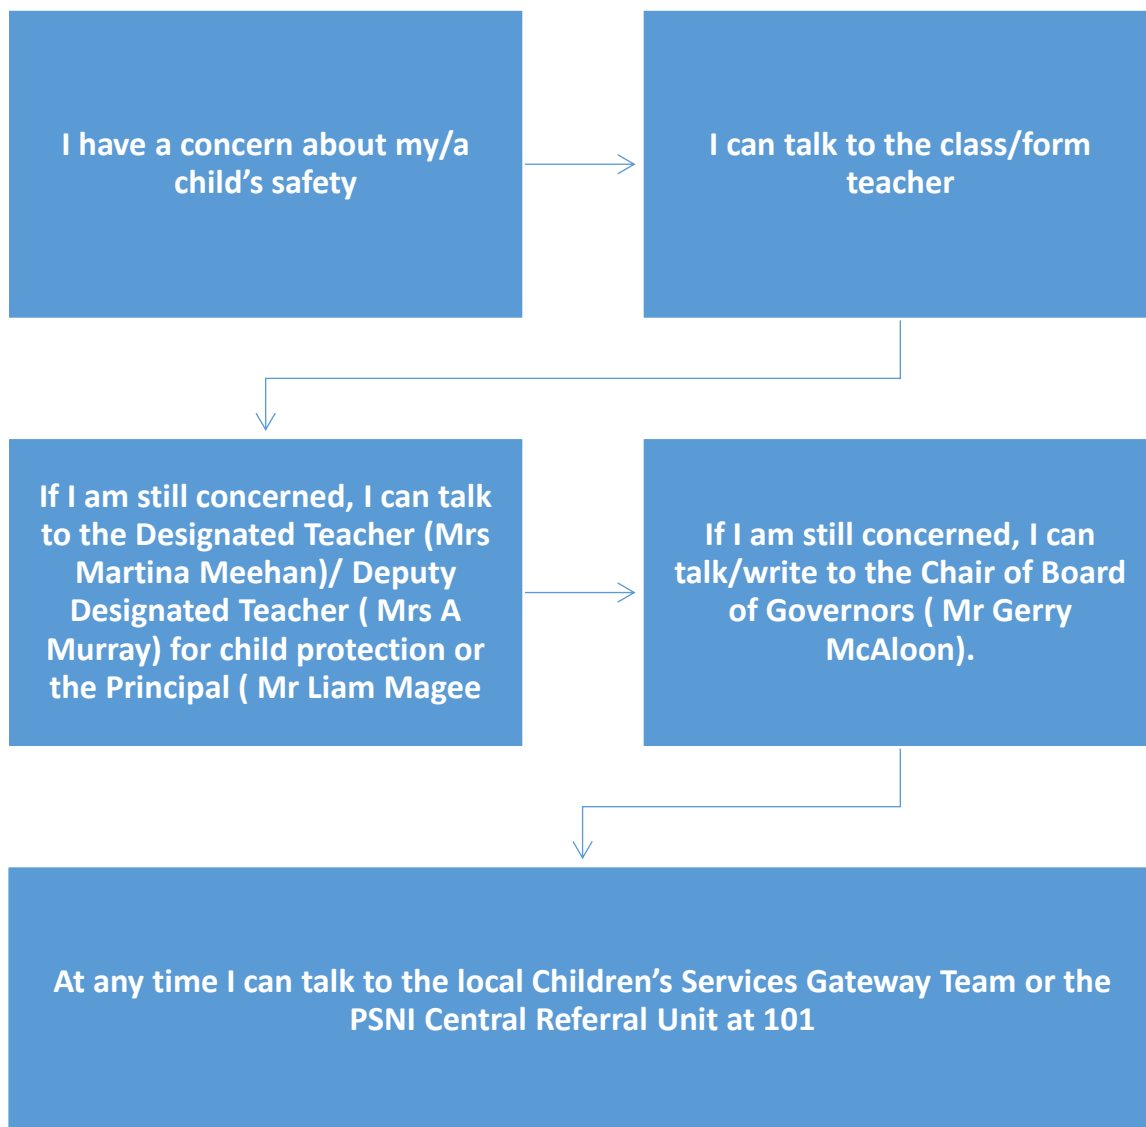 I have a concern about my/a
child’s safety
I can talk to the class/form
teacher
If I am still concerned, I can talk
to the Designated Teacher (Mrs
Martina Meehan)/ Deputy
Designated Teacher ( Mrs A
Murray) for child protection or
the Principal ( Mr Liam Magee
If I am still concerned, I can
talk/write to the Chair of Board
of Governors ( Mr Gerry
McAloon).
At any time I can talk to the local Children’s Services Gateway Team or the
PSNI Central Referral Unit at 101